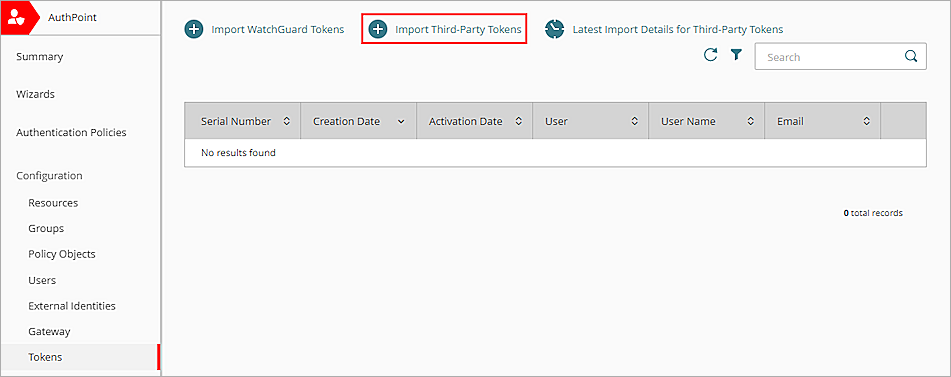 AuthPoint
Summary
Wizards
Authentication Policies
Configuration
Resources
Groups
Policy Objects
Users
External Identities
Gateway
Tokens
Import WatchGuard Tokens
Import Third-Party Tokens
Latest Import Details for Third-Party Tokens
Search
Serial Number
Creation Date
Activation Date
User
User Name
Email
No results found
0 total records